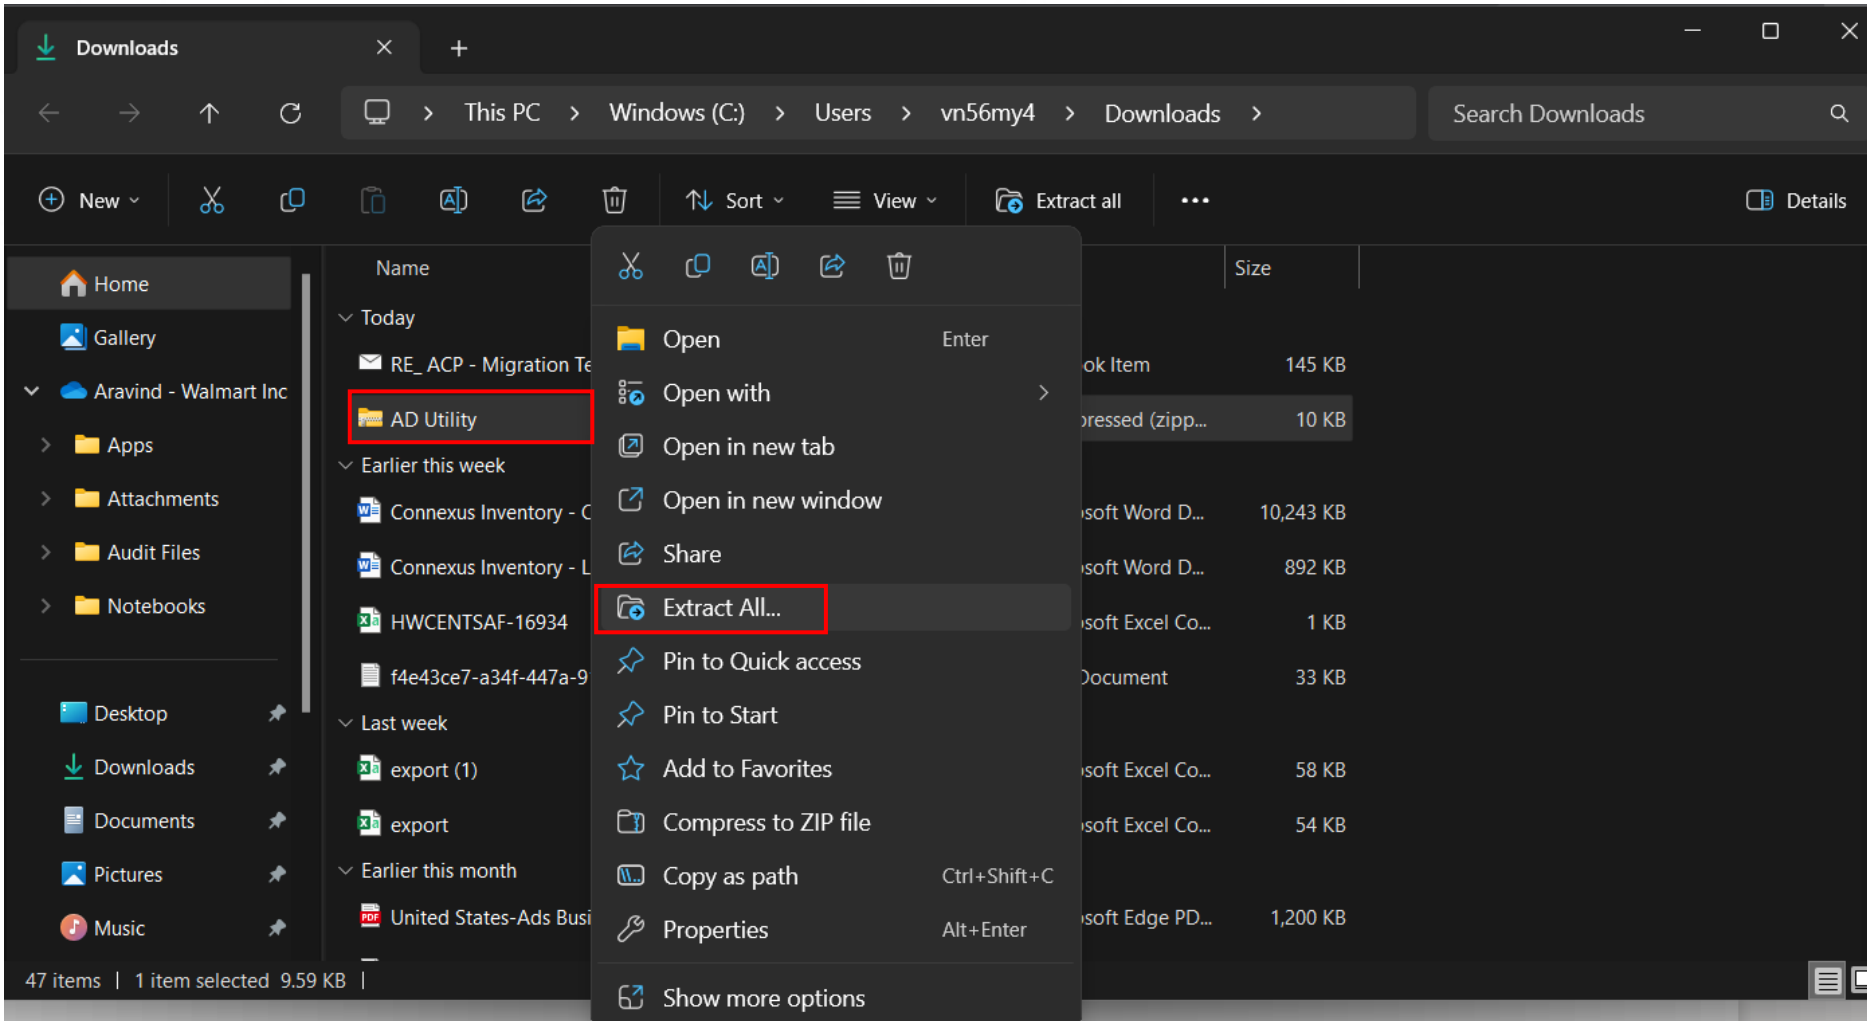 Downloads
This PC > Windows (C:) > Users > vn56my4 > Downloads >
Search Downloads
New
Sort
View
Extract all
Details
Home
Gallery
Aravind - Walmart Inc
Apps
Attachments
Audit Files
Notebooks
Desktop
Downloads
Documents
Pictures
Music
Name
Size
Today
RE_ ACP - Migration Te
ok Item
145 KB
AD Utility
pressed (zipp...
10 KB
Earlier this week
Connexus Inventory - C
soft Word D...
10,243 KB
Connexus Inventory - L
soft Word D...
892 KB
HWCENTSAF-16934
soft Excel Co...
1 KB
f4e43ce7-a34f-447a-9
Document
33 KB
Last week
export (1)
soft Excel Co...
58 KB
export
soft Excel Co...
54 KB
Earlier this month
United States-Ads Busi
soft Edge PD...
1,200 KB
Open Enter
Open with
Open in new tab
Open in new window
Share
Extract All...
Pin to Quick access
Pin to Start
Add to Favorites
Compress to ZIP file
Copy as path Ctrl+Shift+C
Properties Alt+Enter
Show more options
47 items | 1 item selected 9.59 KB |